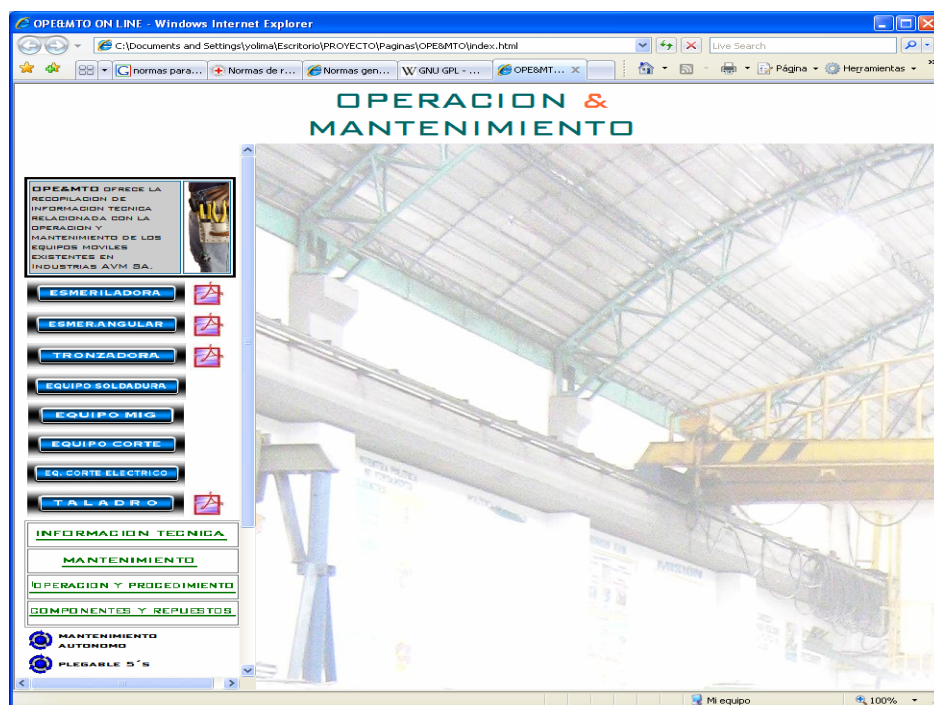 OPE&MTO ON LINE - Windows Internet Explorer
C:\Documents and Settings\yolima\Escritorio\PROYECTO\Paginas\OPE&MTO\index.html
Live Search
normas para...
Normas de r...
Normas gen...
GNU GPL - ...
OPE&MT...
Página
Herramientas
OPERACION &
MANTENIMIENTO
OPE&MTO OFRECE LA
RECOPILACION DE
INFORMACION TECNICA
RELACIONADA CON LA
OPERACION Y
MANTENIMIENTO DE LOS
EQUIPOS MOVILES
EXISTENTES EN
INDUSTRIAS AVM SA.
ESMERILADORA
ESMER.ANGULAR
TRONZADORA
EQUIPO SOLDADURA
EQUIPO MIG
EQUIPO CORTE
EQ. CORTE ELECTRICO
TALADRO
INFORMACION TECNICA
MANTENIMIENTO
OPERACION Y PROCEDIMIENTO
COMPONENTES Y REPUESTOS
MANTENIMIENTO
AUTONOMO
PLEGABLE 5´S
Mi equipo
100%